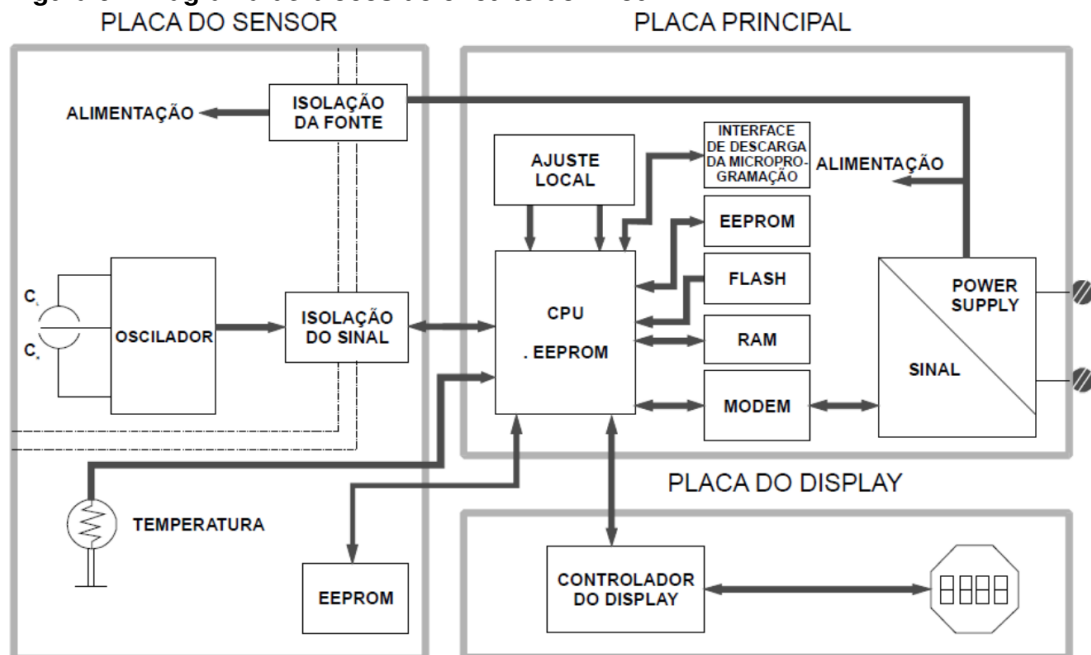 PLACA DO SENSOR
PLACA PRINCIPAL
ALIMENTAÇÃO
ISOLAÇÃO
DA FONTE
AJUSTE
LOCAL
INTERFACE
DE DESCARGA
DA MICROPRO-
GRAMAÇÃO
ALIMENTAÇÃO
EEPROM
FLASH
RAM
MODEM
CPU
. EEPROM
POWER
SUPPLY
SINAL
OSCILADOR
ISOLAÇÃO
DO SINAL
TEMPERATURA
EEPROM
PLACA DO DISPLAY
CONTROLADOR
DO DISPLAY